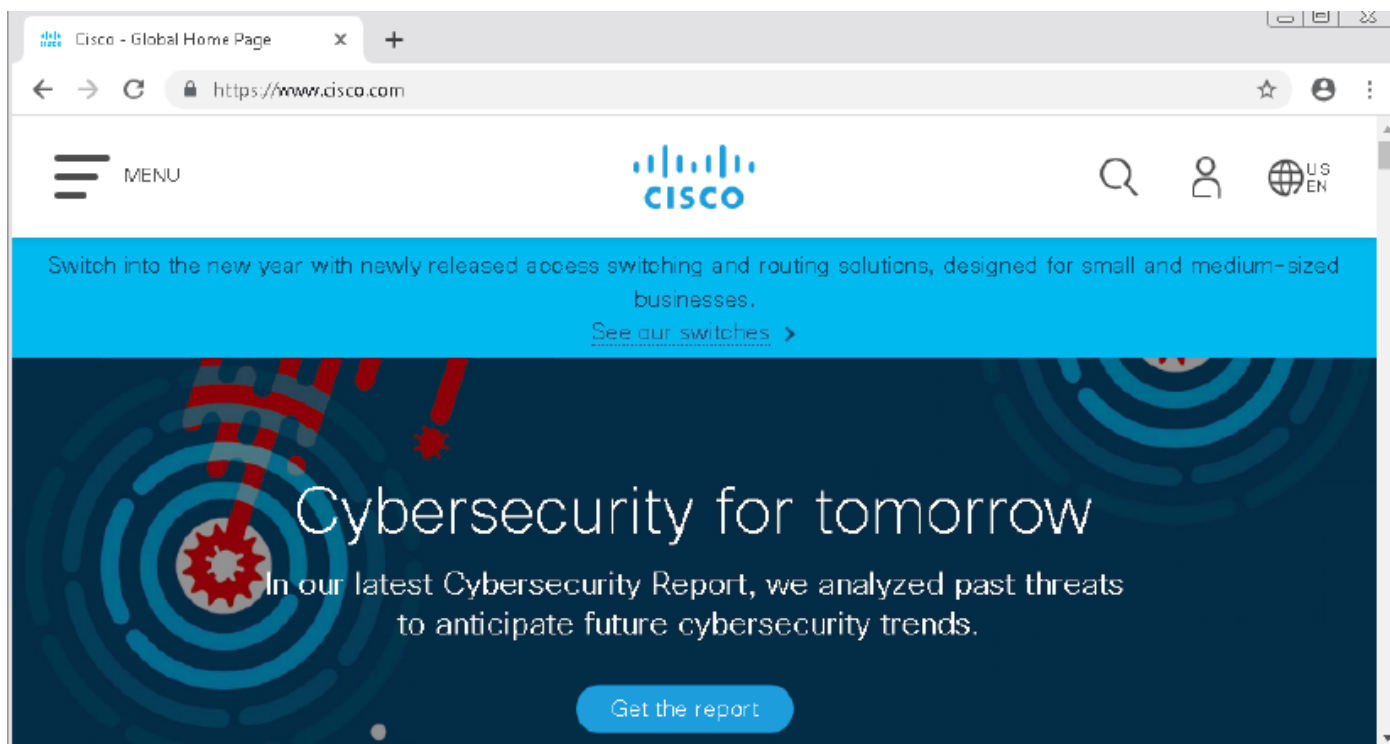 Cisco - Global Home Page
https://www.cisco.com
MENU
CISCO
US
EN
Switch into the new year with newly released access switching and routing solutions, designed for small and medium-sized
businesses.
See our switches
Cybersecurity for tomorrow
In our latest Cybersecurity Report, we analyzed past threats
to anticipate future cybersecurity trends.
Get the report